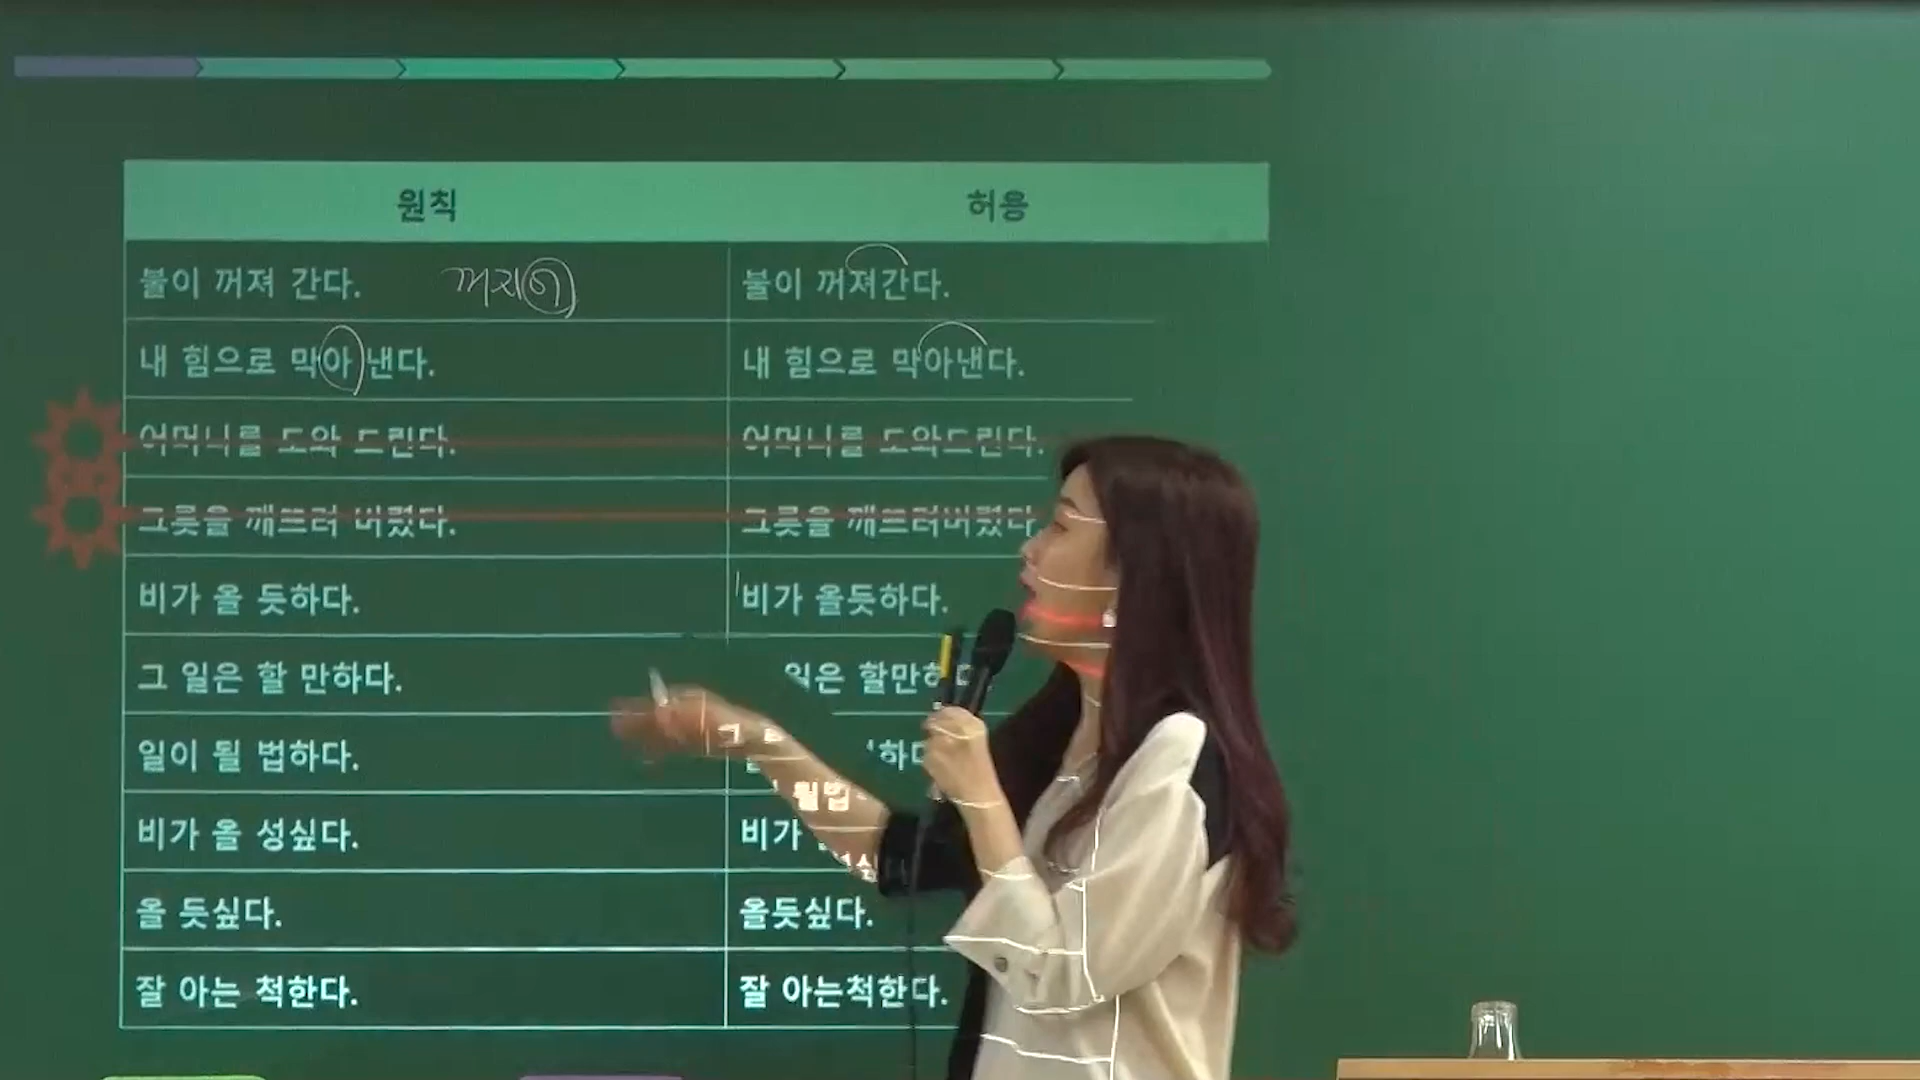 원칙 허용
불이 꺼져 간다. 꺼지어 불이 꺼져간다.
내 힘으로 막아 낸다. 내 힘으로 막아낸다.
어머니를 도와 드린다. 어머니를 도와드린다.
그릇을 깨뜨려 버렸다. 그릇을 깨뜨려버렸다.
비가 올 듯하다. 비가 올듯하다.
그 일은 할 만하다. 일은 할만하
일이 될 법하다. 하다
비가 올 성싶다. 비가
올 듯싶다. 올듯싶다.
잘 아는 척한다. 잘 아는척한다.